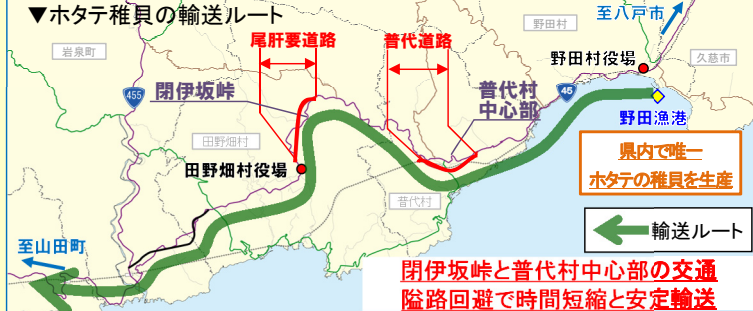 ▼ホタテ稚貝の輸送ルート
至八戸市
野田村
岩泉町
尾肝要道路
普代道路
野田村役場
久慈市
455
閉伊坂峠
普代村
中心部
45
野田漁港
田野畑村
田野畑村役場
県内で唯一
ホタテの稚貝を生産
普代村
輸送ルート
至山田町
閉伊坂峠と普代村中心部の交通
隘路回避で時間短縮と安定輸送